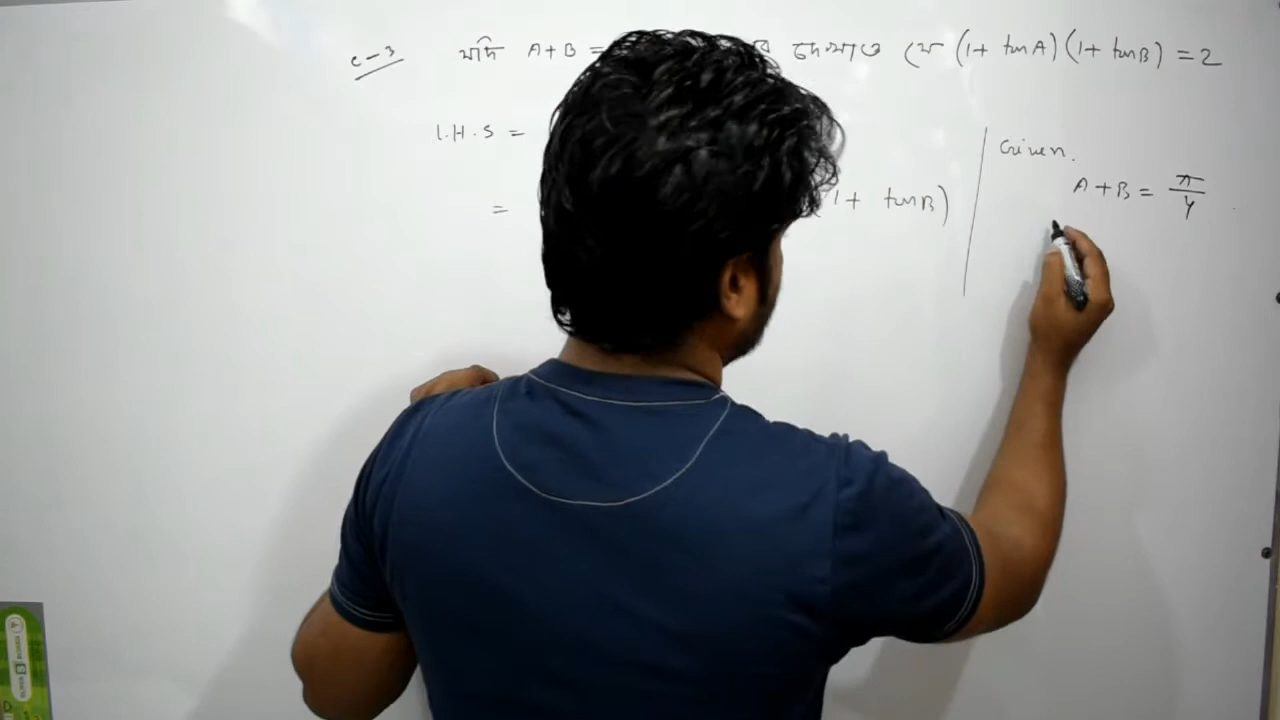 e-3 যদি A+B = দেখাও যে (1+ tanA)(1+ tanB) = 2
L.H.S =
= (1+ tanB)
Given.
A+B = π/4